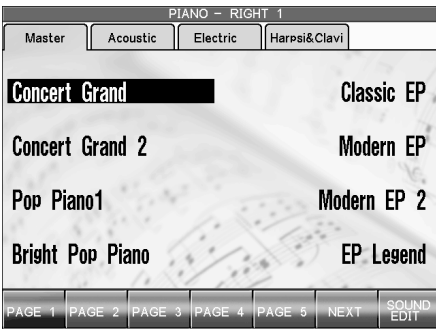 PIANO - RIGHT 1
Master Acoustic Electric Harpsi&Clavi
Concert Grand Classic EP
Concert Grand 2 Modern EP
Pop Piano1 Modern EP 2
Bright Pop Piano EP Legend
PAGE 1 PAGE 2 PAGE 3 PAGE 4 PAGE 5 NEXT SOUND EDIT